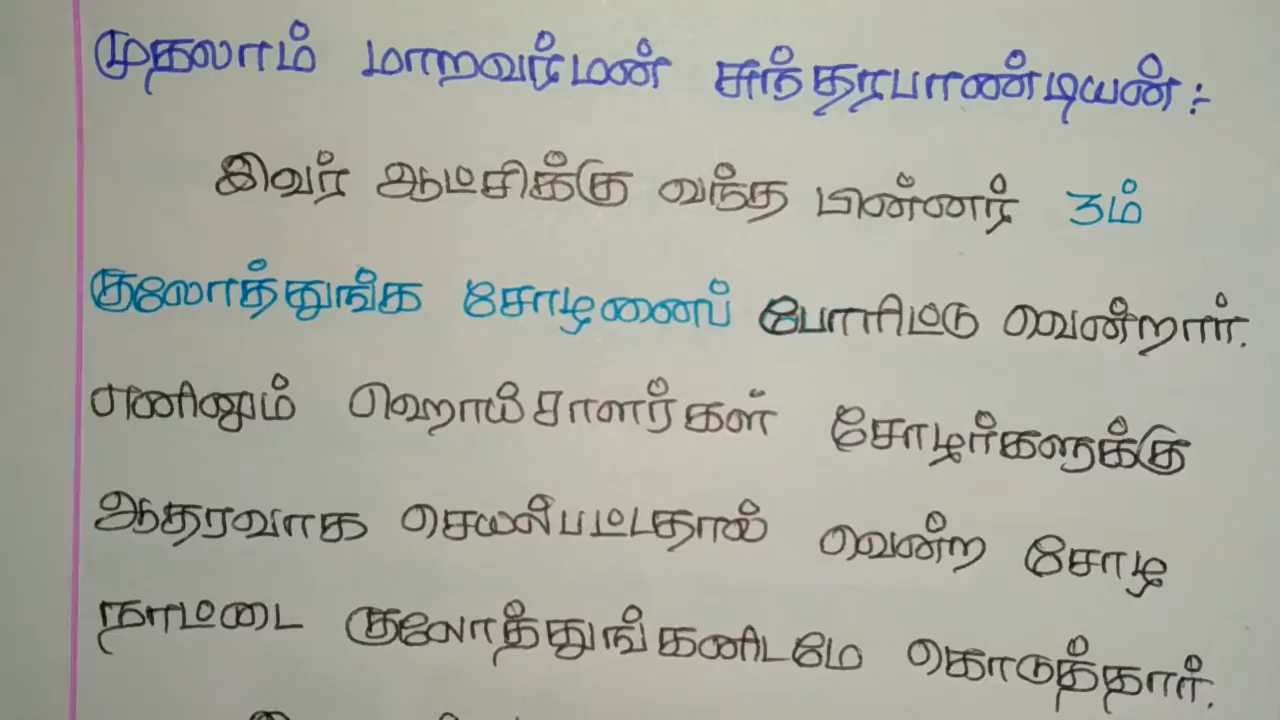 முதலாம் மாறவர்மன் சுந்தரபாண்டியன் :-
இவர் ஆட்சிக்கு வந்த பின்னர் 3ம்
குலோத்துங்க சோழனைப் போரிட்டு வென்றார்.
எனினும் ஹொய்சாளர்கள் சோழர்களுக்கு
ஆதரவாக செயல்பட்டதால் வென்ற சோழ
நாட்டை குலோத்துங்கனிடமே கொடுத்தார்.